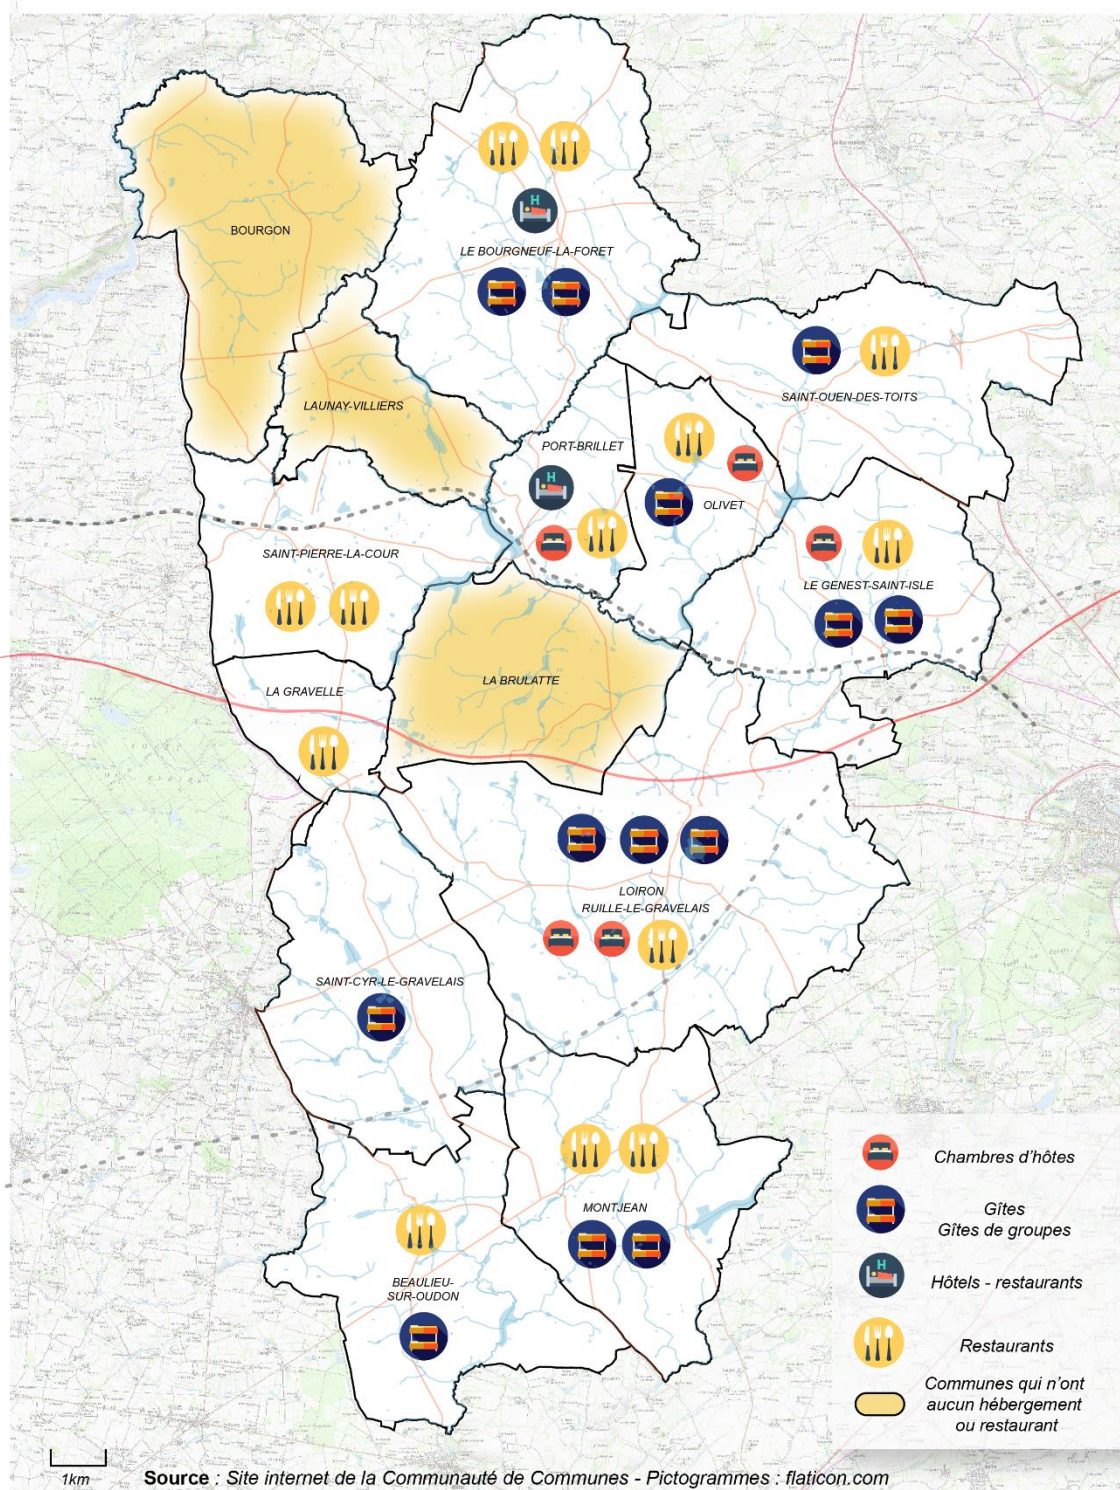 BOURGON
H
LE BOURGNEUF-LA-FORET
SAINT-OUEN-DES-TOITS
LAUNAY-VILLIERS
PORT-BRILLET
H
OLIVET
SAINT-PIERRE-LA-COUR
LE GENEST-SAINT-ISLE
LA BRULATTE
LA GRAVELLE
LOIRON
RUILLE-LE-GRAVELAIS
SAINT-CYR-LE-GRAVELAIS
MONTJEAN
BEAULIEU-
SUR-OUDON
Chambres d'hôtes
Gîtes
Gîtes de groupes
H
Hôtels - restaurants
Restaurants
Communes qui n'ont
aucun hébergement
ou restaurant
1km
Source : Site internet de la Communauté de Communes - Pictogrammes : flaticon.com